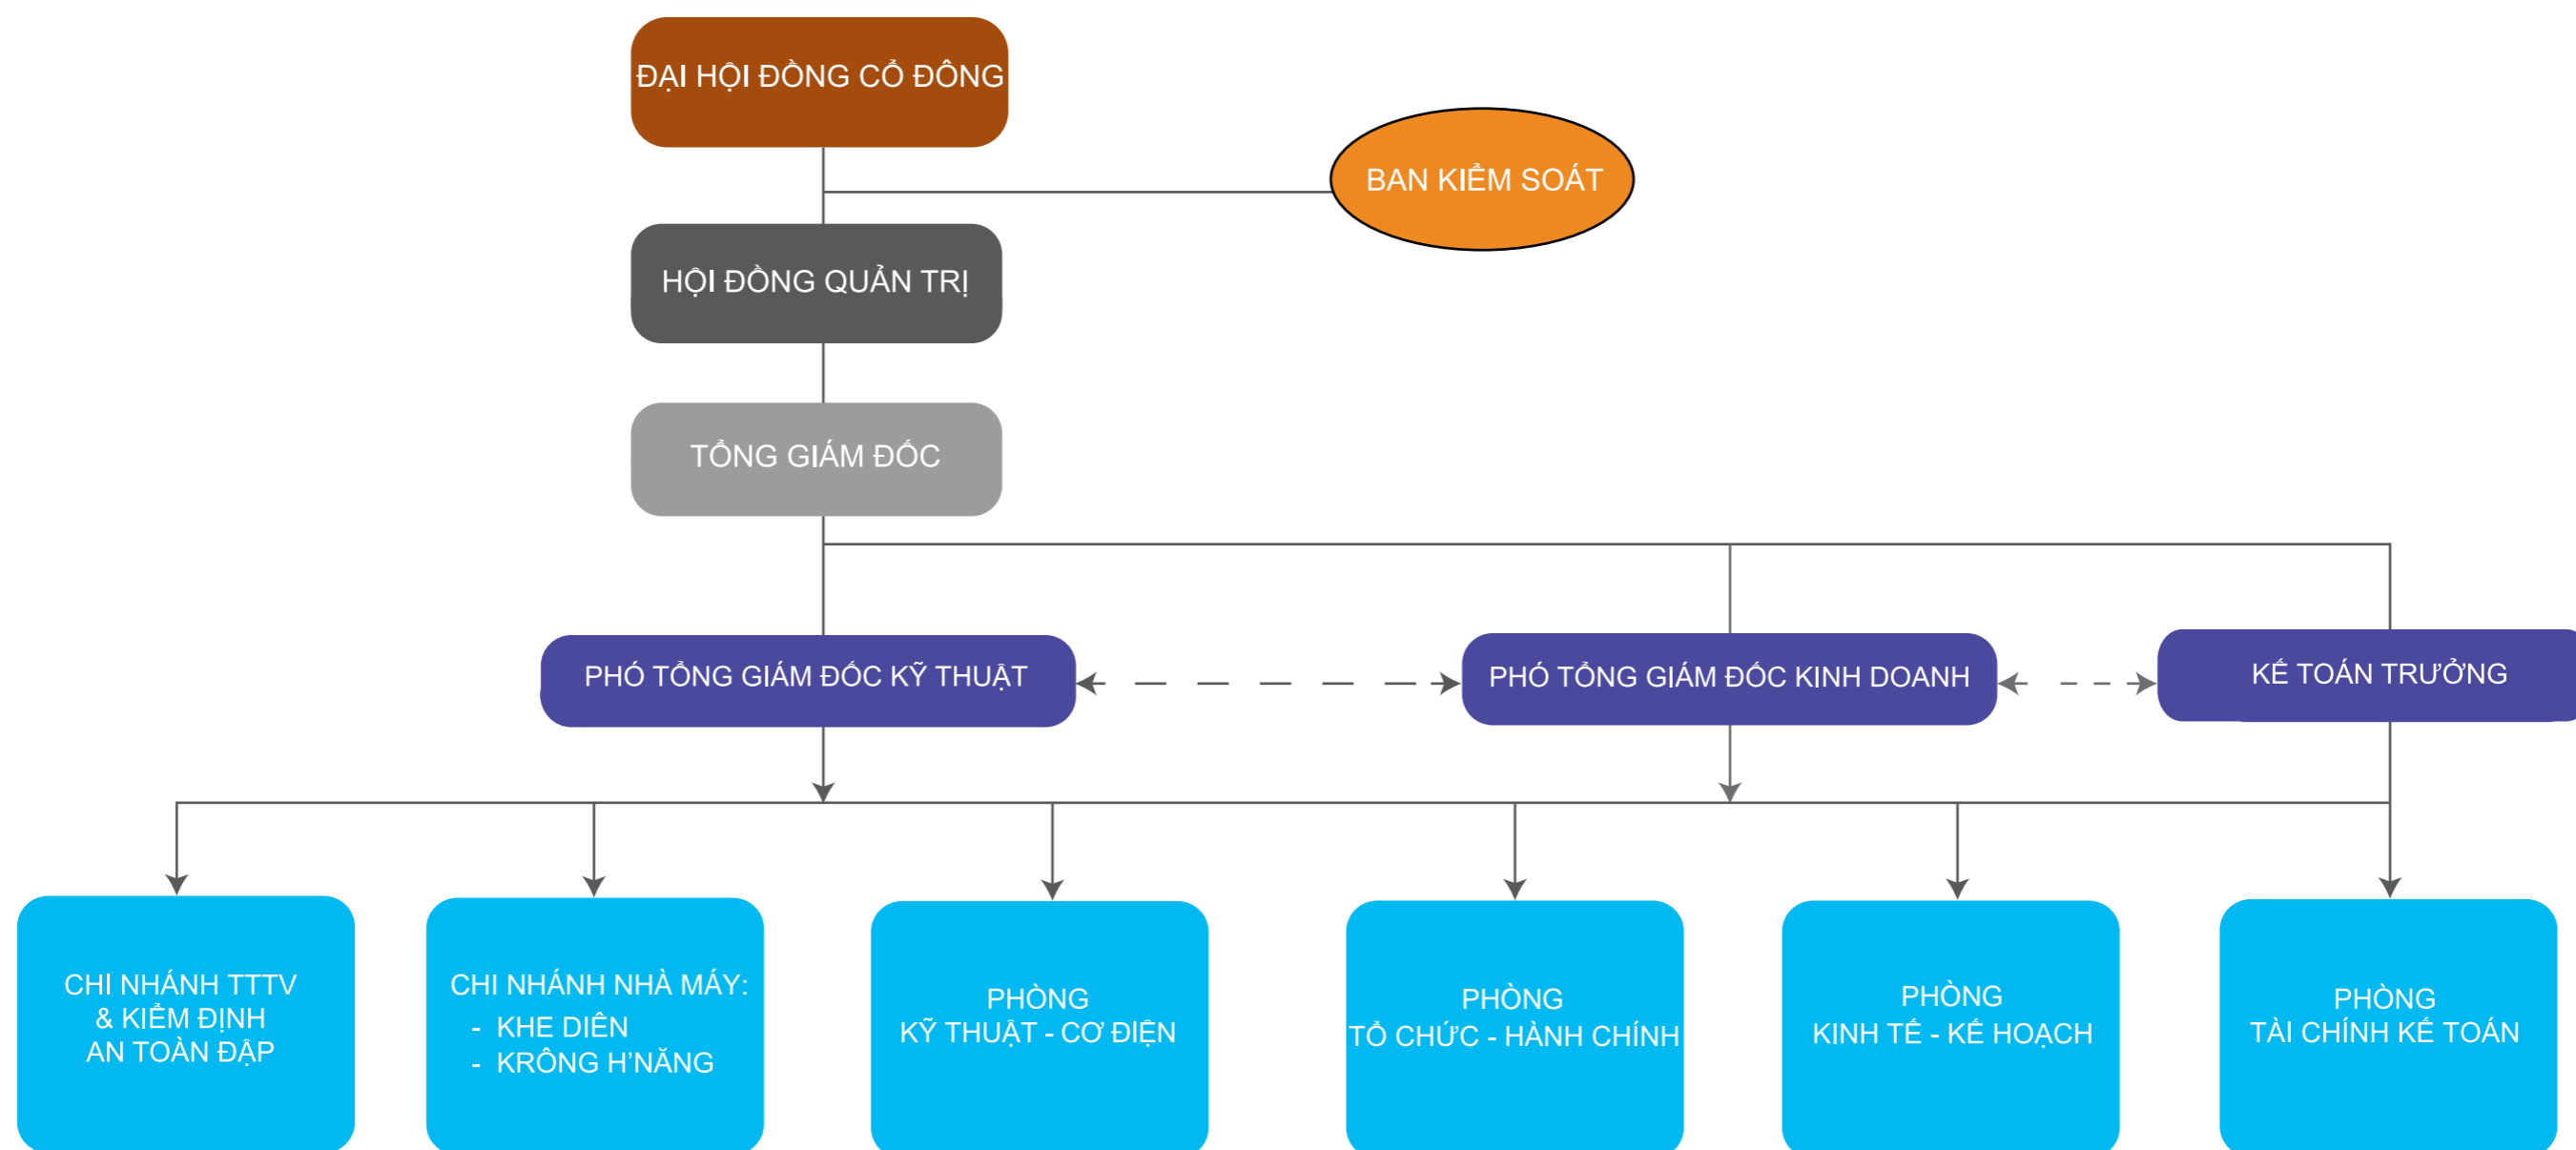 ĐẠI HỘI ĐỒNG CỔ ĐÔNG
BAN KIỂM SOÁT
HỘI ĐỒNG QUẢN TRỊ
TỔNG GIÁM ĐỐC
PHÓ TỔNG GIÁM ĐỐC KỸ THUẬT
PHÓ TỔNG GIÁM ĐỐC KINH DOANH
KẾ TOÁN TRƯỞNG
CHI NHÁNH TTTV
& KIỂM ĐỊNH
AN TOÀN ĐẬP
CHI NHÁNH NHÀ MÁY:
- KHE DIÊN
- KRÔNG H’NĂNG
PHÒNG
KỸ THUẬT - CƠ ĐIỆN
PHÒNG
TỔ CHỨC - HÀNH CHÍNH
PHÒNG
KINH TẾ - KẾ HOẠCH
PHÒNG
TÀI CHÍNH KẾ TOÁN